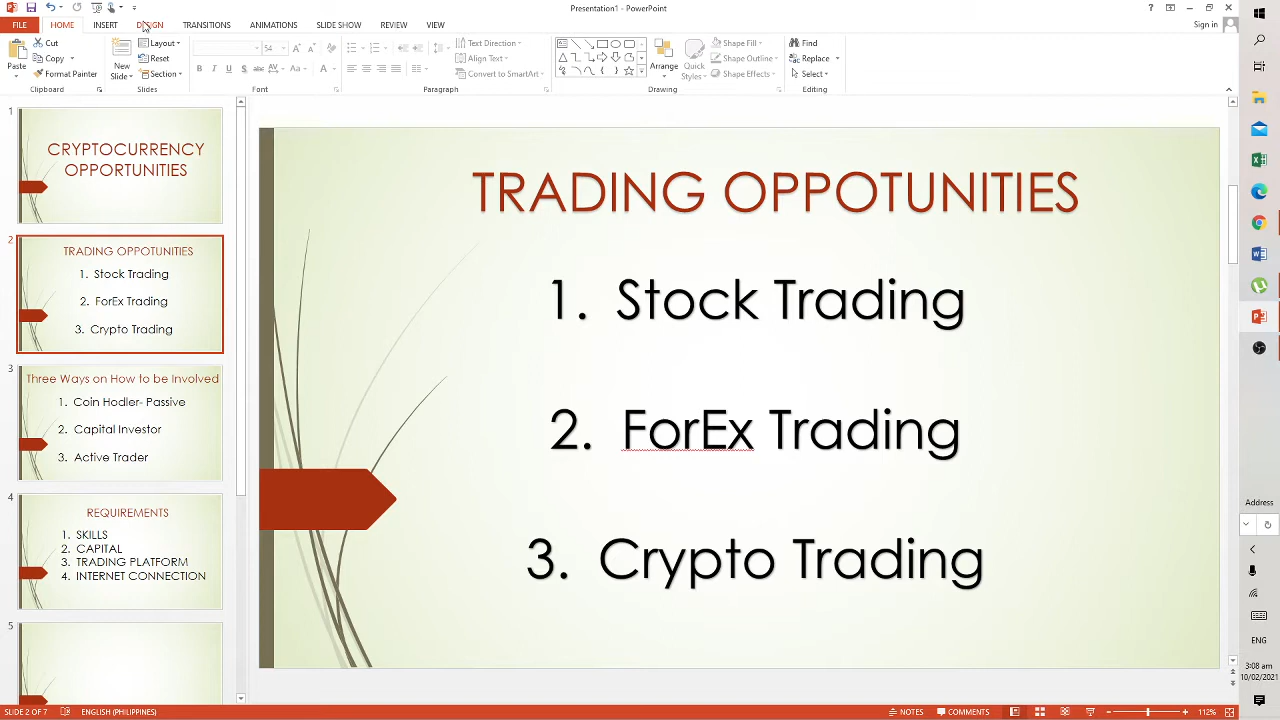 Presentation1 - PowerPoint
FILE
HOME
INSERT
DESIGN
TRANSITIONS
ANIMATIONS
SLIDE SHOW
REVIEW
VIEW
Sign in
Paste
Cut
Copy
Format Painter
Clipboard
New
Slide
Layout
Reset
Section
Slides
54
Font
Text Direction
Align Text
Convert to SmartArt
Paragraph
Arrange
Quick
Styles
Shape Fill
Shape Outline
Shape Effects
Drawing
Find
Replace
Select
Editing
1
CRYPTOCURRENCY
OPPORTUNITIES
2
TRADING OPPOTUNITIES
1. Stock Trading
2. ForEx Trading
3. Crypto Trading
3
Three Ways on How to be Involved
1. Coin Hodler- Passive
2. Capital Investor
3. Active Trader
4
REQUIREMENTS
1. SKILLS
2. CAPITAL
3. TRADING PLATFORM
4. INTERNET CONNECTION
5
TRADING OPPOTUNITIES
1. Stock Trading
2. ForEx Trading
3. Crypto Trading
Address
ENG
3:08 am
10/02/2021
SLIDE 2 OF 7
ENGLISH (PHILIPPINES)
NOTES
COMMENTS
112%